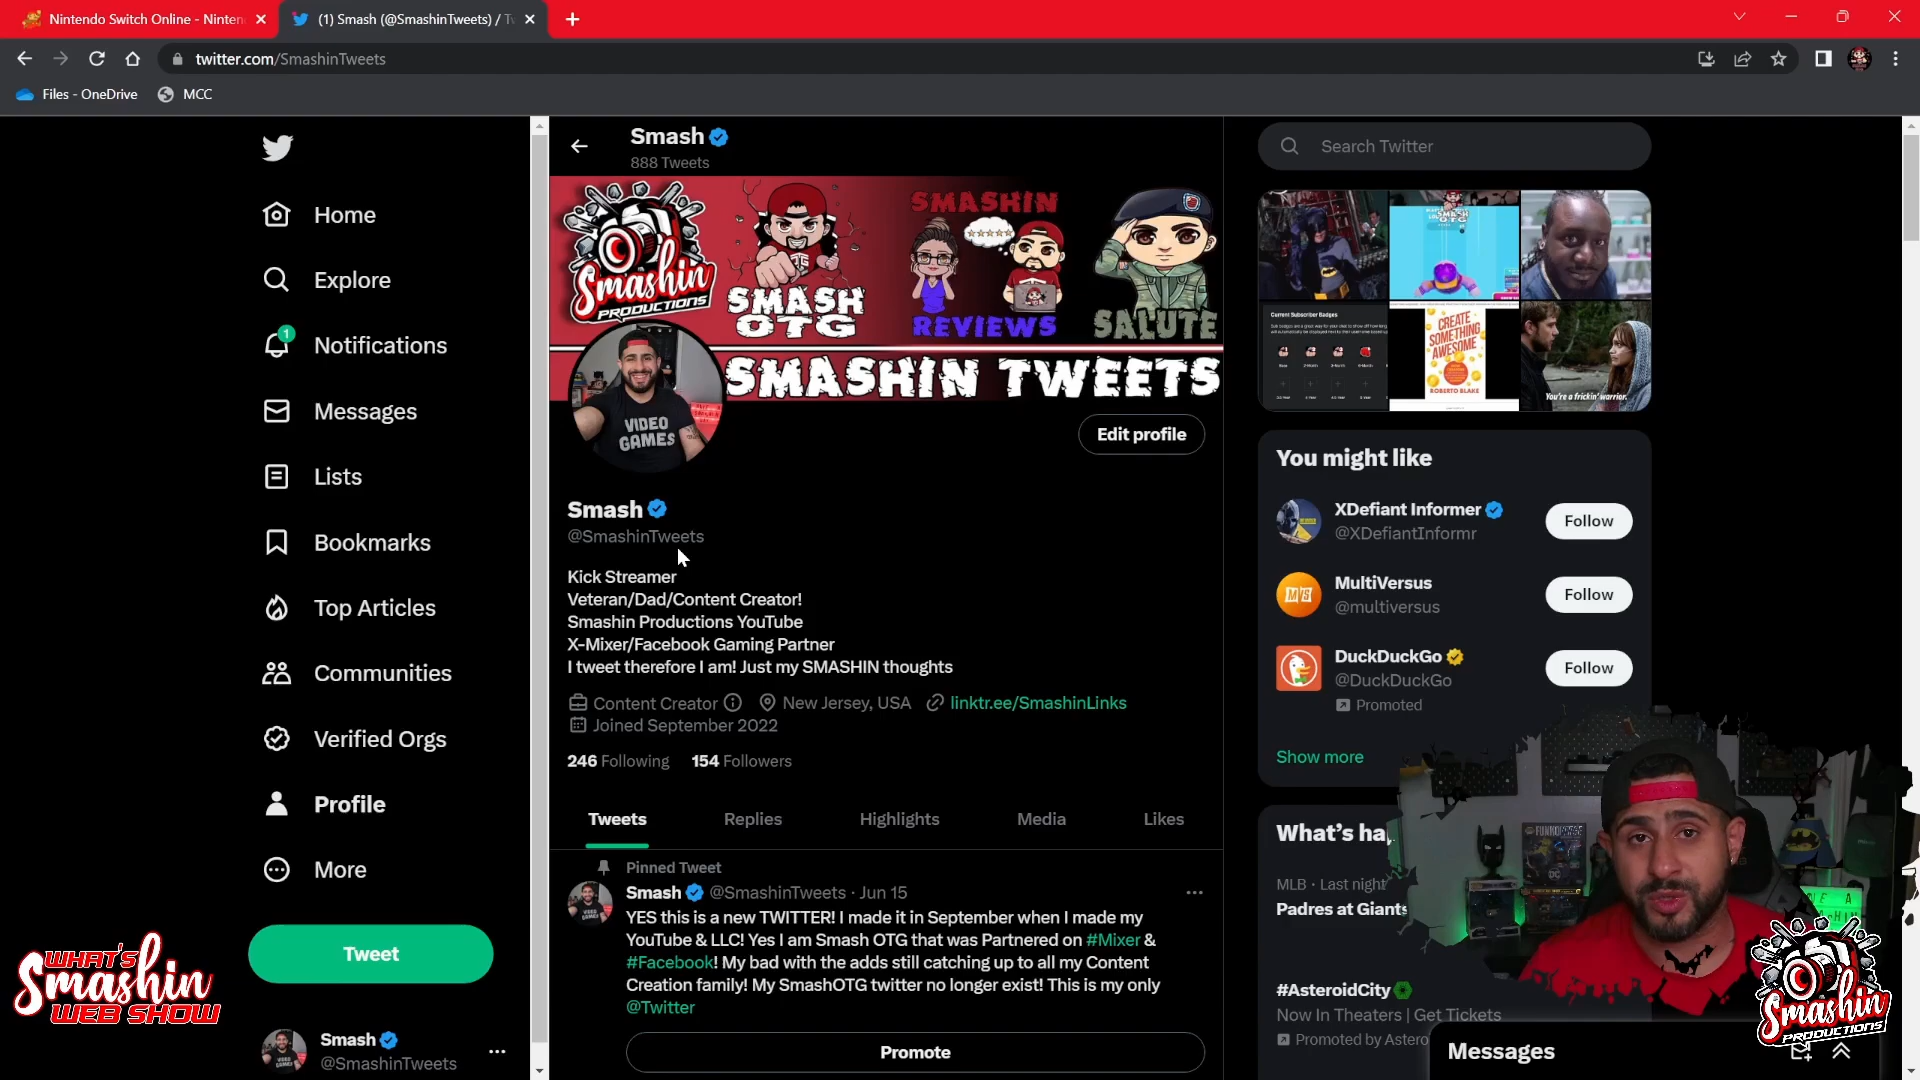 Nintendo Switch Online - Ninten
(1) Smash (@SmashinTweets) / Tw
twitter.com/SmashinTweets
Files - OneDrive
MCC
Home
Explore
1
Notifications
Messages
Lists
Bookmarks
Top Articles
Communities
Verified Orgs
Profile
More
Tweet
Smash
@SmashinTweets
WHAT'S
Smashin
WEB SHOW
Smash
888 Tweets
Smashin
PRODUCTIONS
SMASH
OTG
SMASHIN
REVIEWS
SALUTE
SMASHIN TWEETS
VIDEO
GAMES
Edit profile
Smash
@SmashinTweets
Kick Streamer
Veteran/Dad/Content Creator!
Smashin Productions YouTube
X-Mixer/Facebook Gaming Partner
I tweet therefore I am! Just my SMASHIN thoughts
Content Creator
New Jersey, USA
linktr.ee/SmashinLinks
Joined September 2022
246 Following
154 Followers
Tweets
Replies
Highlights
Media
Likes
Pinned Tweet
Smash @SmashinTweets · Jun 15
YES this is a new TWITTER! I made it in September when I made my
YouTube & LLC! Yes I am Smash OTG that was Partnered on #Mixer &
#Facebook! My bad with the adds still catching up to all my Content
Creation family! My SmashOTG twitter no longer exist! This is my only
@Twitter
Promote
Search Twitter
SMASH
OTG
Current Subscriber Badges
CREATE
SOMETHING
AWESOME
ROBERTO BLAKE
You're a frickin' warrior.
You might like
XDefiant Informer
@XDefiantInformr
Follow
MultiVersus
@multiversus
Follow
DuckDuckGo
@DuckDuckGo
Follow
Promoted
Show more
What's ha
MLB · Last night
Padres at Giants
#AsteroidCity
Now In Theaters | Get Tickets
Promoted by Astero
Messages
Smashin
PRODUCTIONS